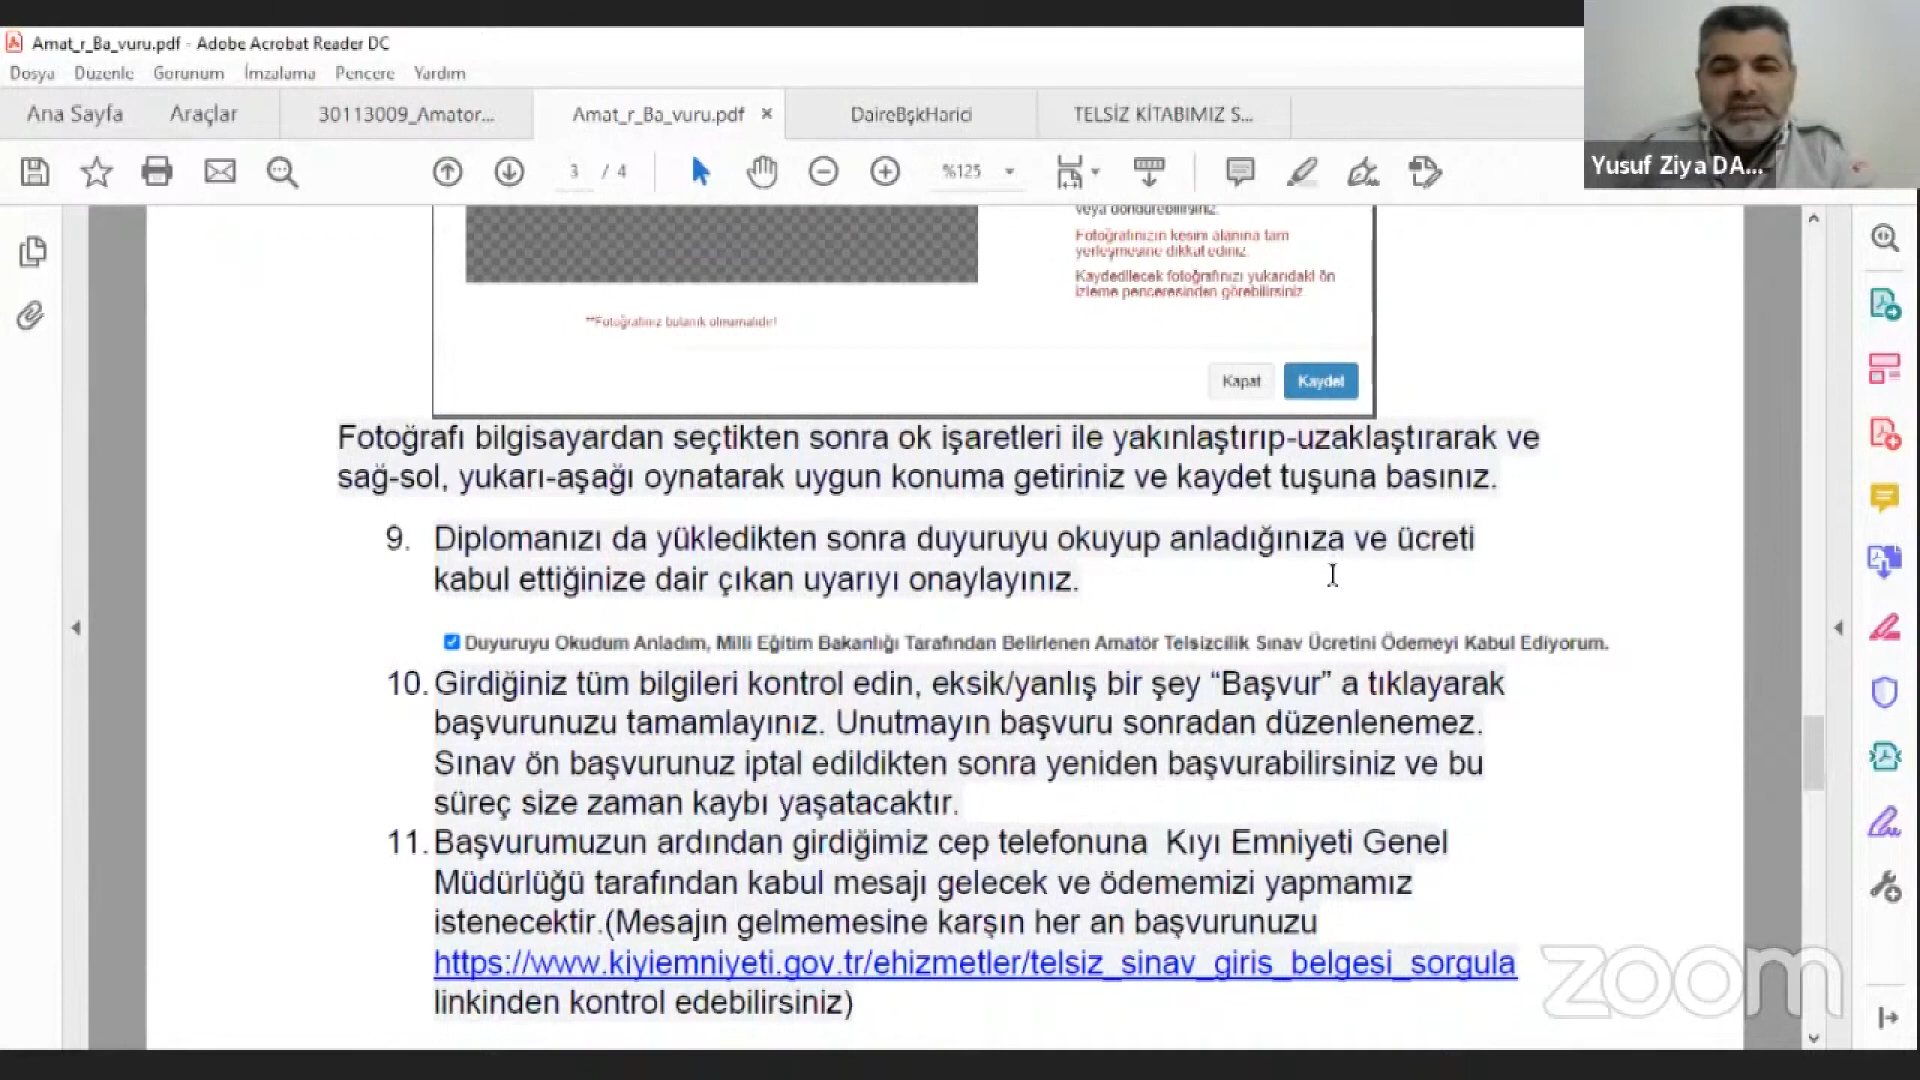 Amat_r_Ba_vuru.pdf - Adobe Acrobat Reader DC
Dosya Düzenle Görünüm İmzalama Pencere Yardım
Ana Sayfa Araçlar 30113009_Amator... Amat_r_Ba_vuru.pdf × DaireBşkHarici TELSİZ KİTABIMIZ S...
3 / 4 %125
Yusuf Ziya DA...
veya döndürebilirsiniz.
Fotoğrafınızın kesim alanına tam
yerleşmesine dikkat ediniz.
Kaydedilecek fotoğrafınızı yukarıdaki ön
izleme penceresinden görebilirsiniz
**Fotoğrafınız bulanık olmamalıdır!
Kapat Kaydet
Fotoğrafı bilgisayardan seçtikten sonra ok işaretleri ile yakınlaştırıp-uzaklaştırarak ve
sağ-sol, yukarı-aşağı oynatarak uygun konuma getiriniz ve kaydet tuşuna basınız.
9. Diplomanızı da yükledikten sonra duyuruyu okuyup anladığınıza ve ücreti
kabul ettiğinize dair çıkan uyarıyı onaylayınız.
Duyuruyu Okudum Anladım, Milli Eğitim Bakanlığı Tarafından Belirlenen Amatör Telsizcilik Sınav Ücretini Ödemeyi Kabul Ediyorum.
10. Girdiğiniz tüm bilgileri kontrol edin, eksik/yanlış bir şey “Başvur” a tıklayarak
başvurunuzu tamamlayınız. Unutmayın başvuru sonradan düzenlenemez.
Sınav ön başvurunuz iptal edildikten sonra yeniden başvurabilirsiniz ve bu
süreç size zaman kaybı yaşatacaktır.
11. Başvurumuzun ardından girdiğimiz cep telefonuna Kıyı Emniyeti Genel
Müdürlüğü tarafından kabul mesajı gelecek ve ödememizi yapmamız
istenecektir.(Mesajın gelmemesine karşın her an başvurunuzu
https://www.kiyiemniyeti.gov.tr/ehizmetler/telsiz_sinav_giris_belgesi_sorgula
linkinden kontrol edebilirsiniz)
zoom